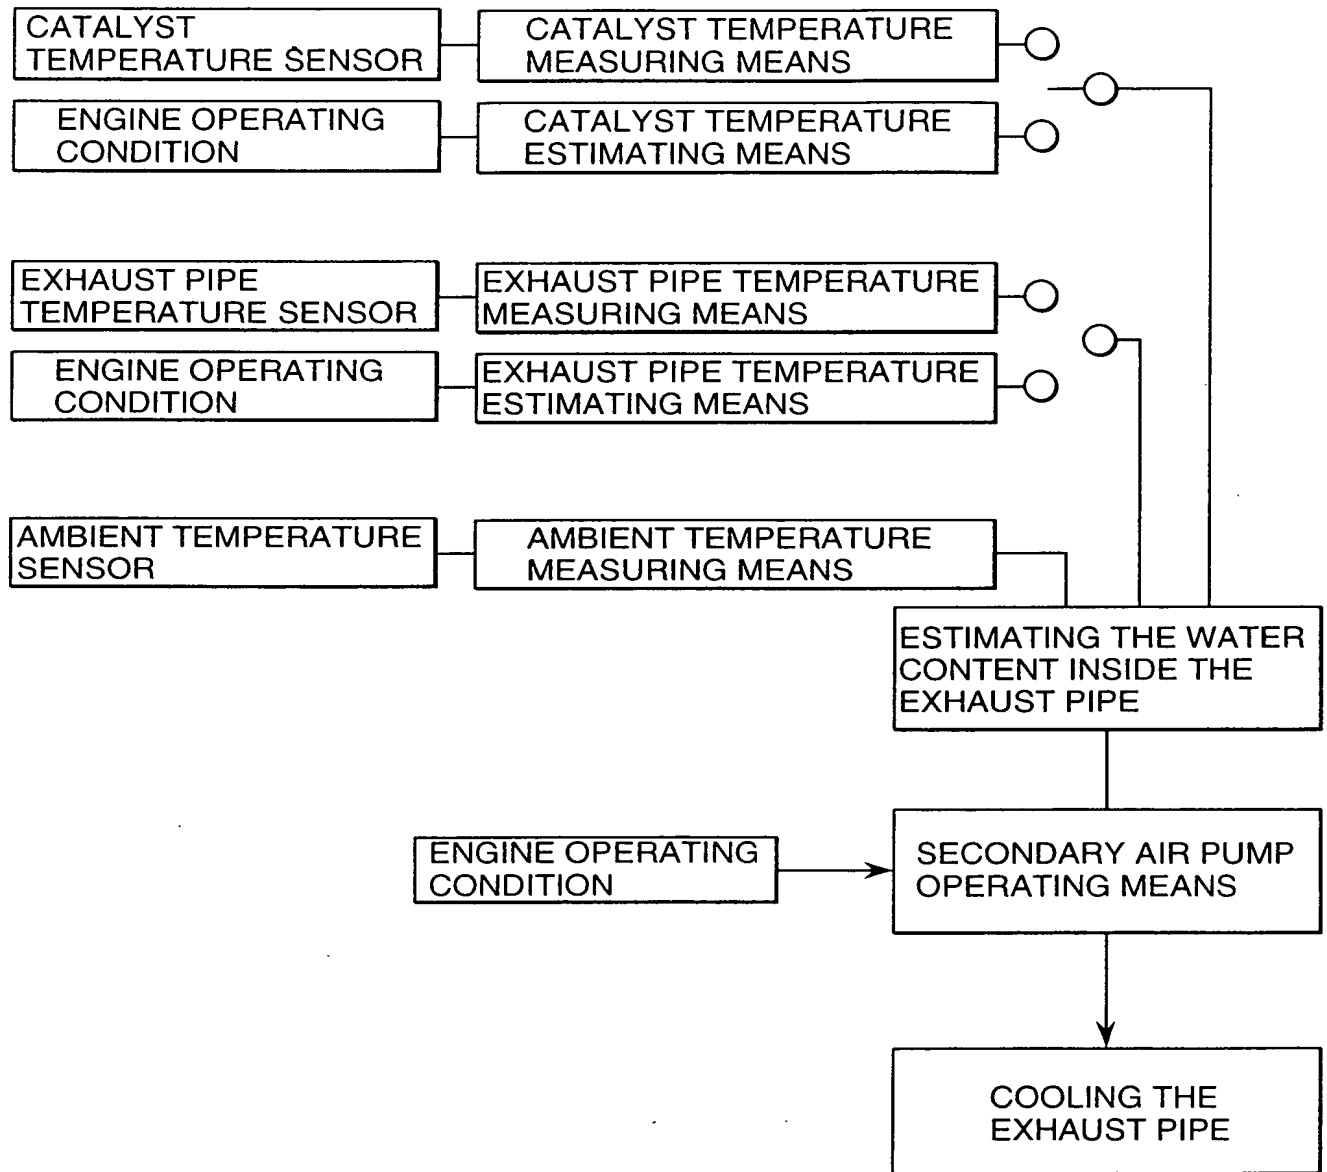 CATALYST
TEMPERATURE SENSOR
CATALYST TEMPERATURE
MEASURING MEANS
ENGINE OPERATING
CONDITION
CATALYST TEMPERATURE
ESTIMATING MEANS
EXHAUST PIPE
TEMPERATURE SENSOR
EXHAUST PIPE TEMPERATURE
MEASURING MEANS
ENGINE OPERATING
CONDITION
EXHAUST PIPE TEMPERATURE
ESTIMATING MEANS
AMBIENT TEMPERATURE
SENSOR
AMBIENT TEMPERATURE
MEASURING MEANS
ESTIMATING THE WATER
CONTENT INSIDE THE
EXHAUST PIPE
ENGINE OPERATING
CONDITION
SECONDARY AIR PUMP
OPERATING MEANS
COOLING THE
EXHAUST PIPE